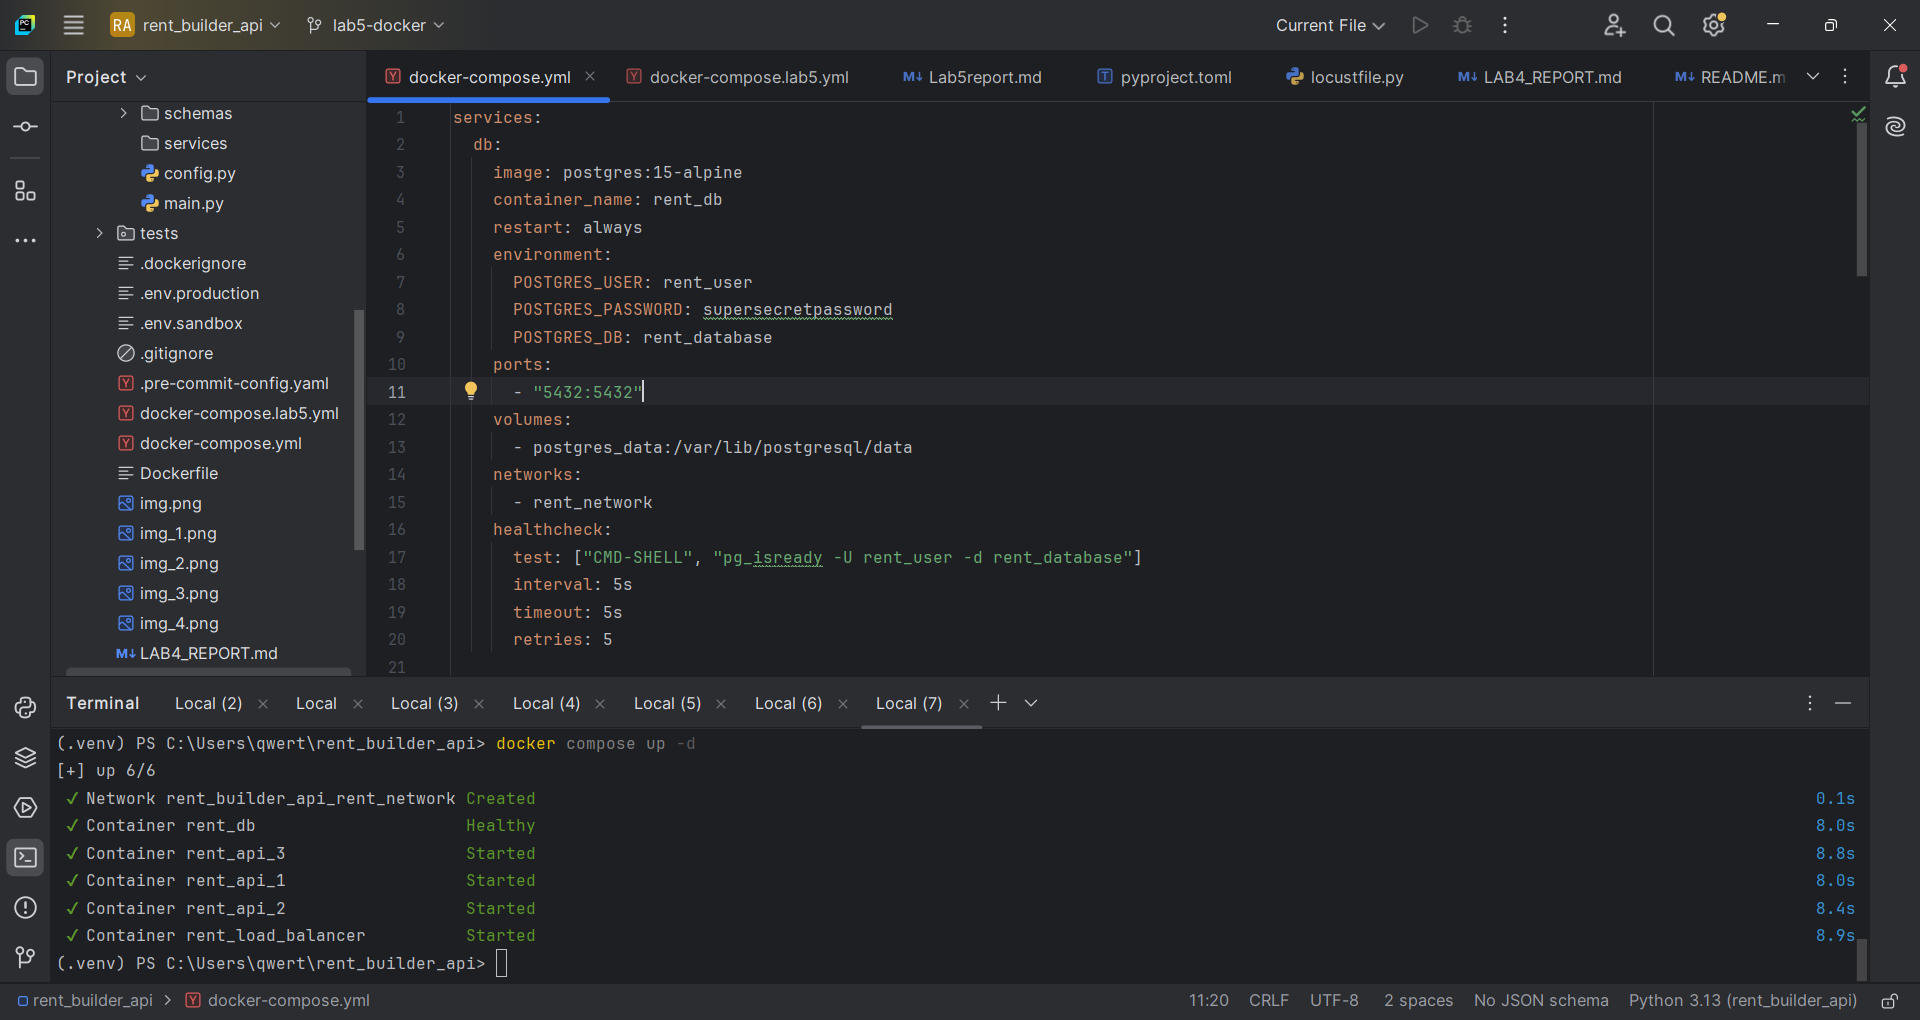 RA rent_builder_api lab5-docker Current File
Project
docker-compose.yml docker-compose.lab5.yml Lab5report.md pyproject.toml locustfile.py LAB4_REPORT.md README.m
schemas
services
config.py
main.py
tests
.dockerignore
.env.production
.env.sandbox
.gitignore
.pre-commit-config.yaml
docker-compose.lab5.yml
docker-compose.yml
Dockerfile
img.png
img_1.png
img_2.png
img_3.png
img_4.png
LAB4_REPORT.md
1 services:
2 db:
3 image: postgres:15-alpine
4 container_name: rent_db
5 restart: always
6 environment:
7 POSTGRES_USER: rent_user
8 POSTGRES_PASSWORD: supersecretpassword
9 POSTGRES_DB: rent_database
10 ports:
11 - "5432:5432"
12 volumes:
13 - postgres_data:/var/lib/postgresql/data
14 networks:
15 - rent_network
16 healthcheck:
17 test: ["CMD-SHELL", "pg_isready -U rent_user -d rent_database"]
18 interval: 5s
19 timeout: 5s
20 retries: 5
21
Terminal Local (2) Local Local (3) Local (4) Local (5) Local (6) Local (7)
(.venv) PS C:\Users\qwert\rent_builder_api> docker compose up -d
[+] up 6/6
✓ Network rent_builder_api_rent_network Created 0.1s
✓ Container rent_db Healthy 8.0s
✓ Container rent_api_3 Started 8.8s
✓ Container rent_api_1 Started 8.0s
✓ Container rent_api_2 Started 8.4s
✓ Container rent_load_balancer Started 8.9s
(.venv) PS C:\Users\qwert\rent_builder_api>
rent_builder_api > docker-compose.yml 11:20 CRLF UTF-8 2 spaces No JSON schema Python 3.13 (rent_builder_api)